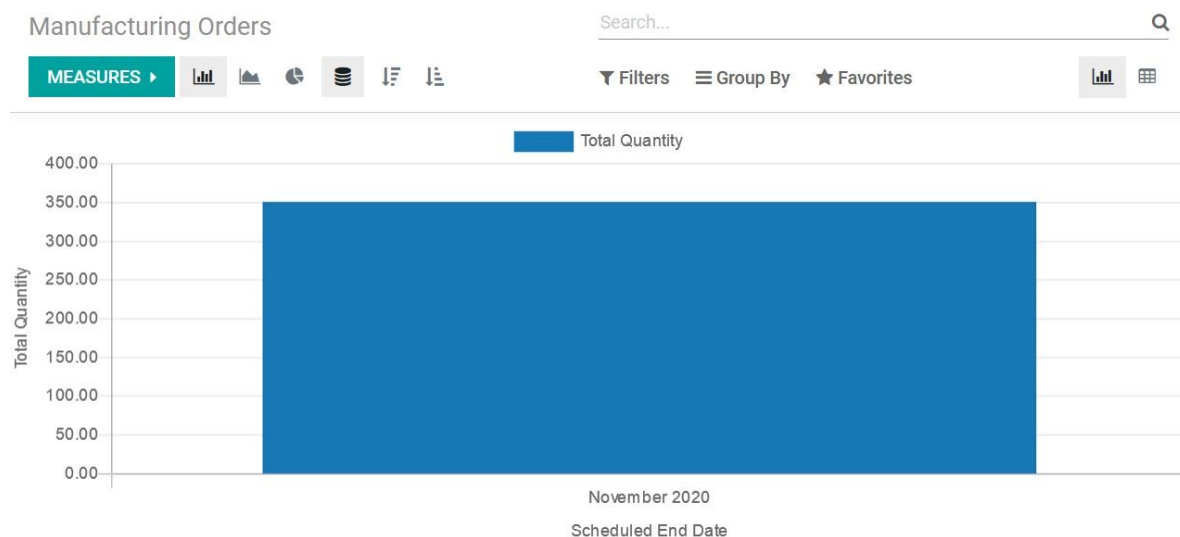 Manufacturing Orders
Search...
MEASURES
Filters
Group By
Favorites
Total Quantity
400.00
350.00
300.00
250.00
200.00
150.00
100.00
50.00
0.00
Total Quantity
November 2020
Scheduled End Date